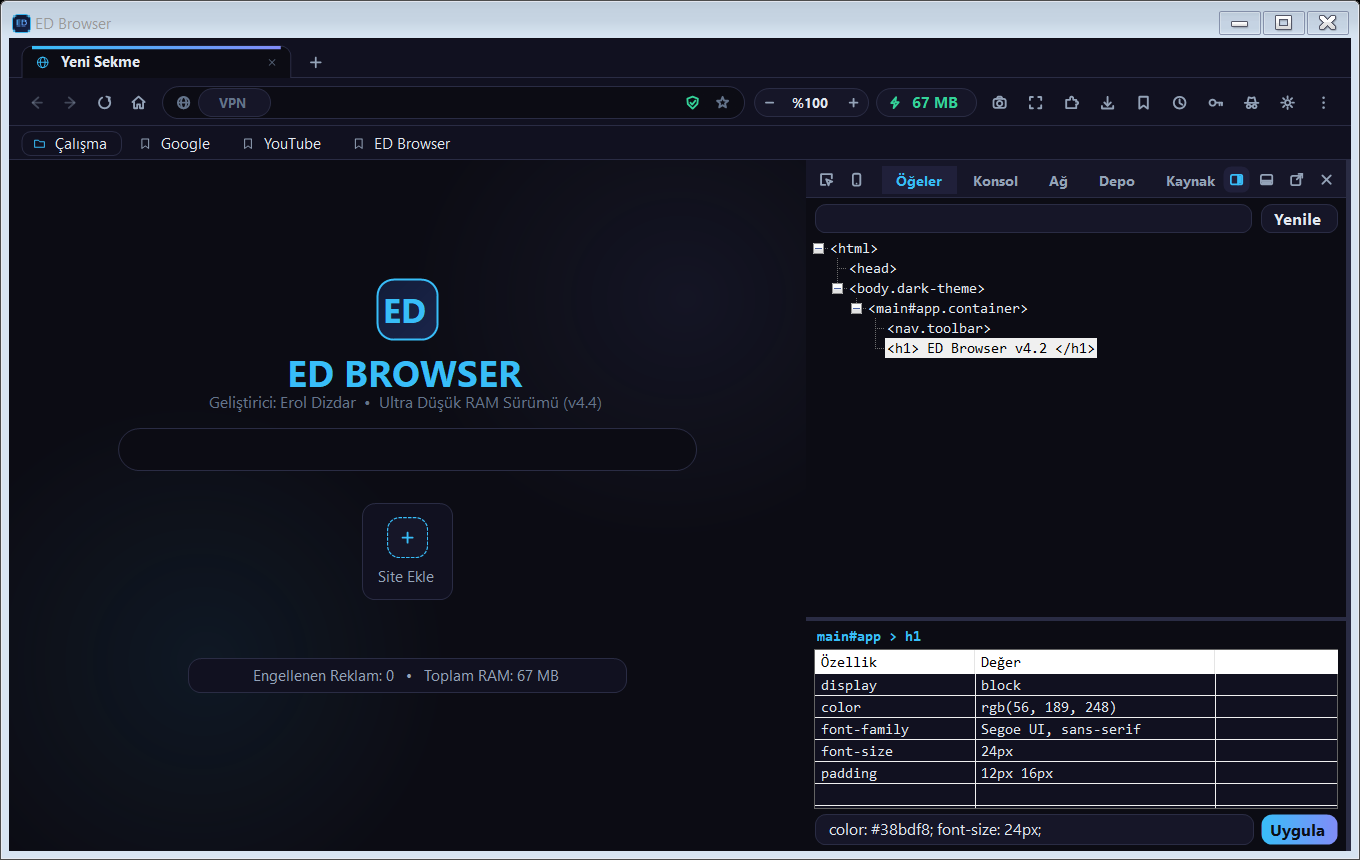 ED ED Browser
Yeni Sekme
VPN
%100
67 MB
Çalışma Google YouTube ED Browser
ED
ED BROWSER
Geliştirici: Erol Dizdar • Ultra Düşük RAM Sürümü (v4.4)
+
Site Ekle
Engellenen Reklam: 0 • Toplam RAM: 67 MB
Öğeler Konsol Ağ Depo Kaynak
Yenile
<html>
<head>
<body.dark-theme>
<main#app.container>
<nav.toolbar>
<h1> ED Browser v4.2 </h1>
main#app > h1
Özellik Değer
display block
color rgb(56, 189, 248)
font-family Segoe UI, sans-serif
font-size 24px
padding 12px 16px
color: #38bdf8; font-size: 24px;
Uygula